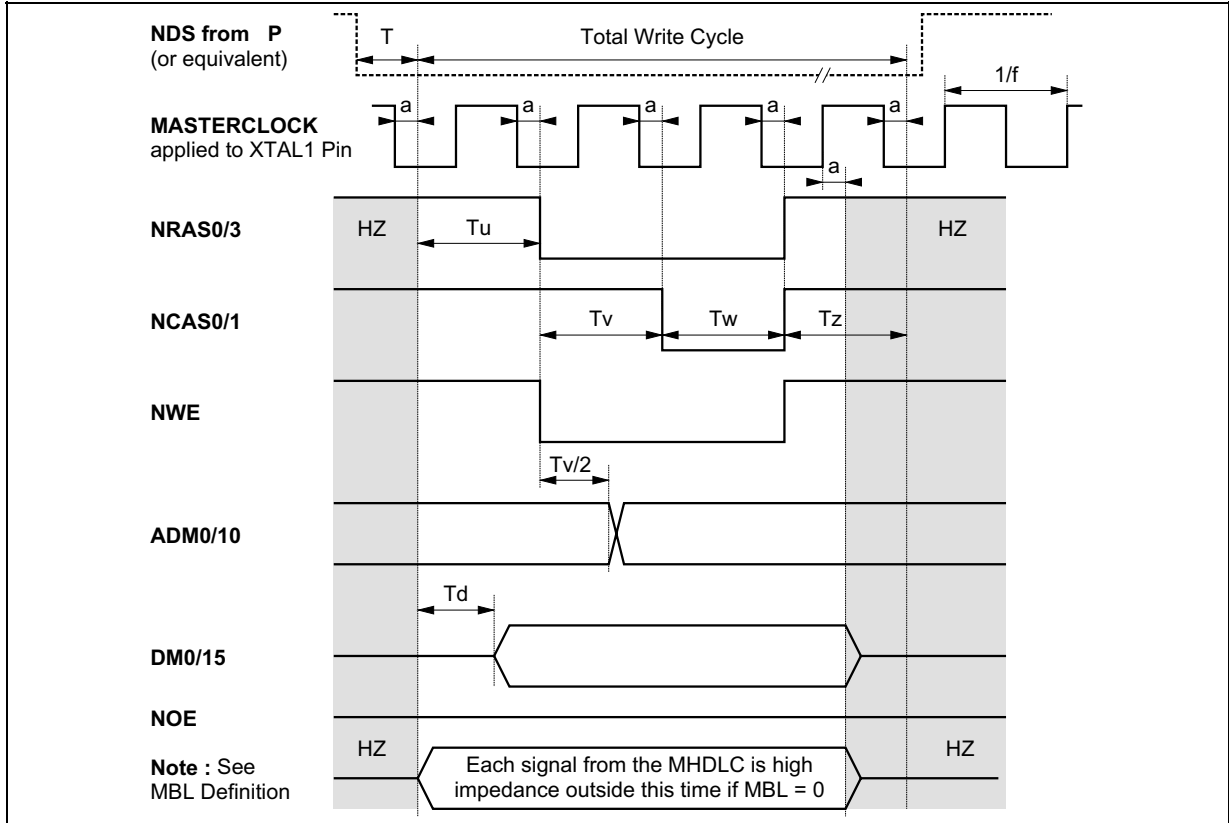 NDS from P
(or equivalent)
T
Total Write Cycle
1/f
MASTERCLOCK
applied to XTAL1 Pin
a
a
a
a
a
a
NRAS0/3
HZ
Tu
HZ
NCAS0/1
Tv
Tw
Tz
NWE
Tv/2
ADM0/10
Td
DM0/15
NOE
HZ
HZ
Note : See
MBL Definition
Each signal from the MHDLC is high
impedance outside this time if MBL = 0